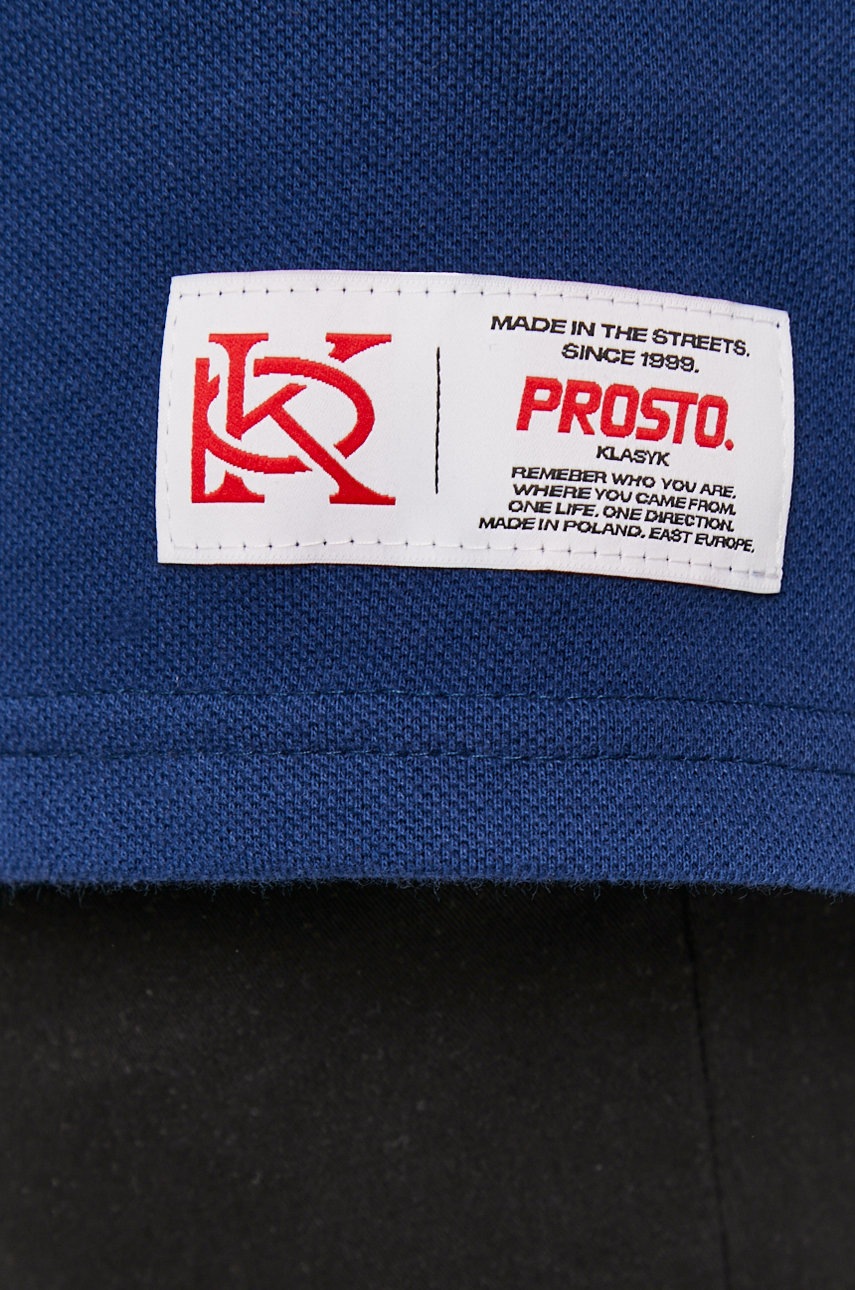 MADE IN THE STREETS.
SINCE 1999.
PROSTO.
KLASYK
REMEBER WHO YOU ARE.
WHERE YOU CAME FROM.
ONE LIFE. ONE DIRECTION.
MADE IN POLAND. EAST EUROPE.